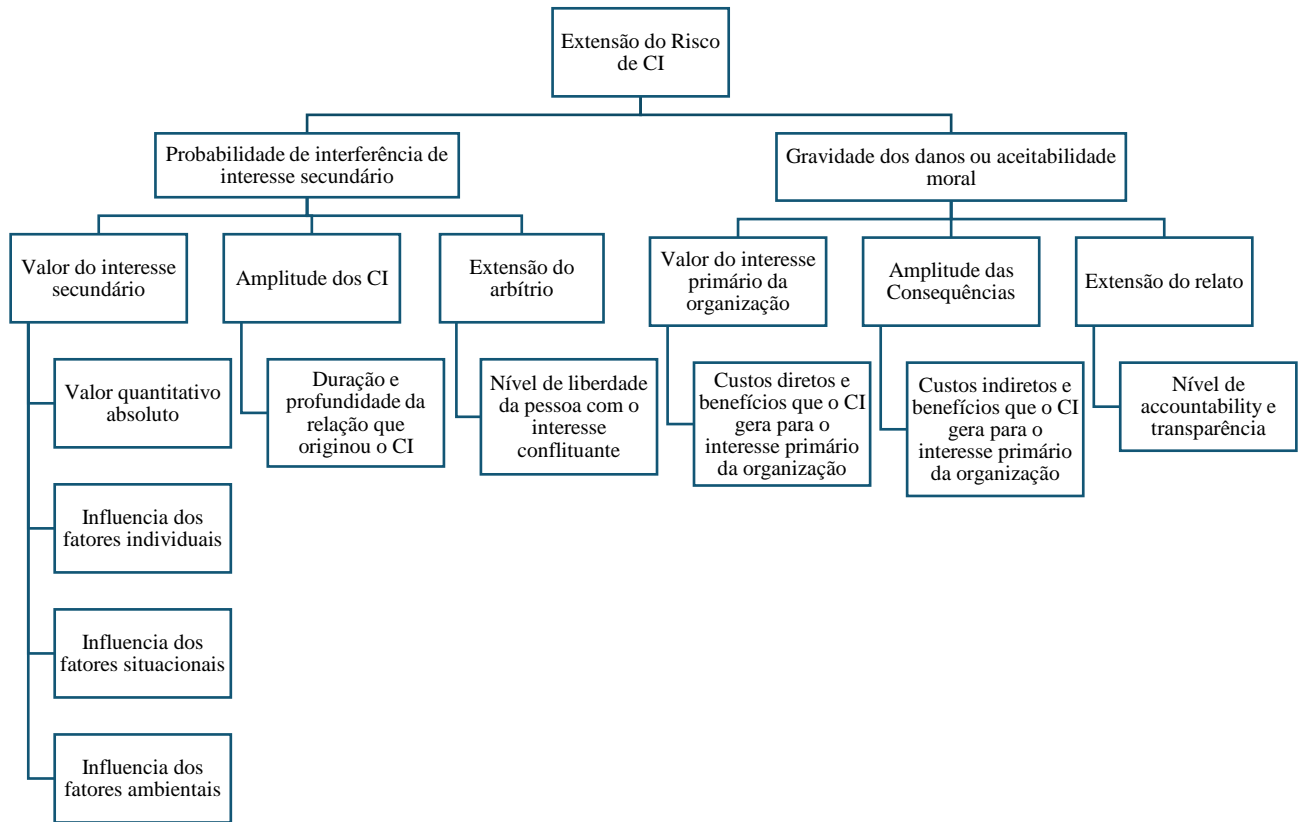 Extensão do Risco
de CI
Probabilidade de interferência de
interesse secundário
Gravidade dos danos ou aceitabilidade
moral
Valor do interesse
secundário
Amplitude dos CI
Extensão do
arbítrio
Valor do interesse
primário da
organização
Amplitude das
Consequências
Extensão do relato
Valor quantitativo
absoluto
Duração e
profundidade da
relação que
originou o CI
Nível de liberdade
da pessoa com o
interesse
conflituante
Custos diretos e
benefícios que o CI
gera para o
interesse primário
da organização
Custos indiretos e
benefícios que o CI
gera para o
interesse primário
da organização
Nível de
accountability e
transparência
Influencia dos
fatores individuais
Influencia dos
fatores situacionais
Influencia dos
fatores ambientais